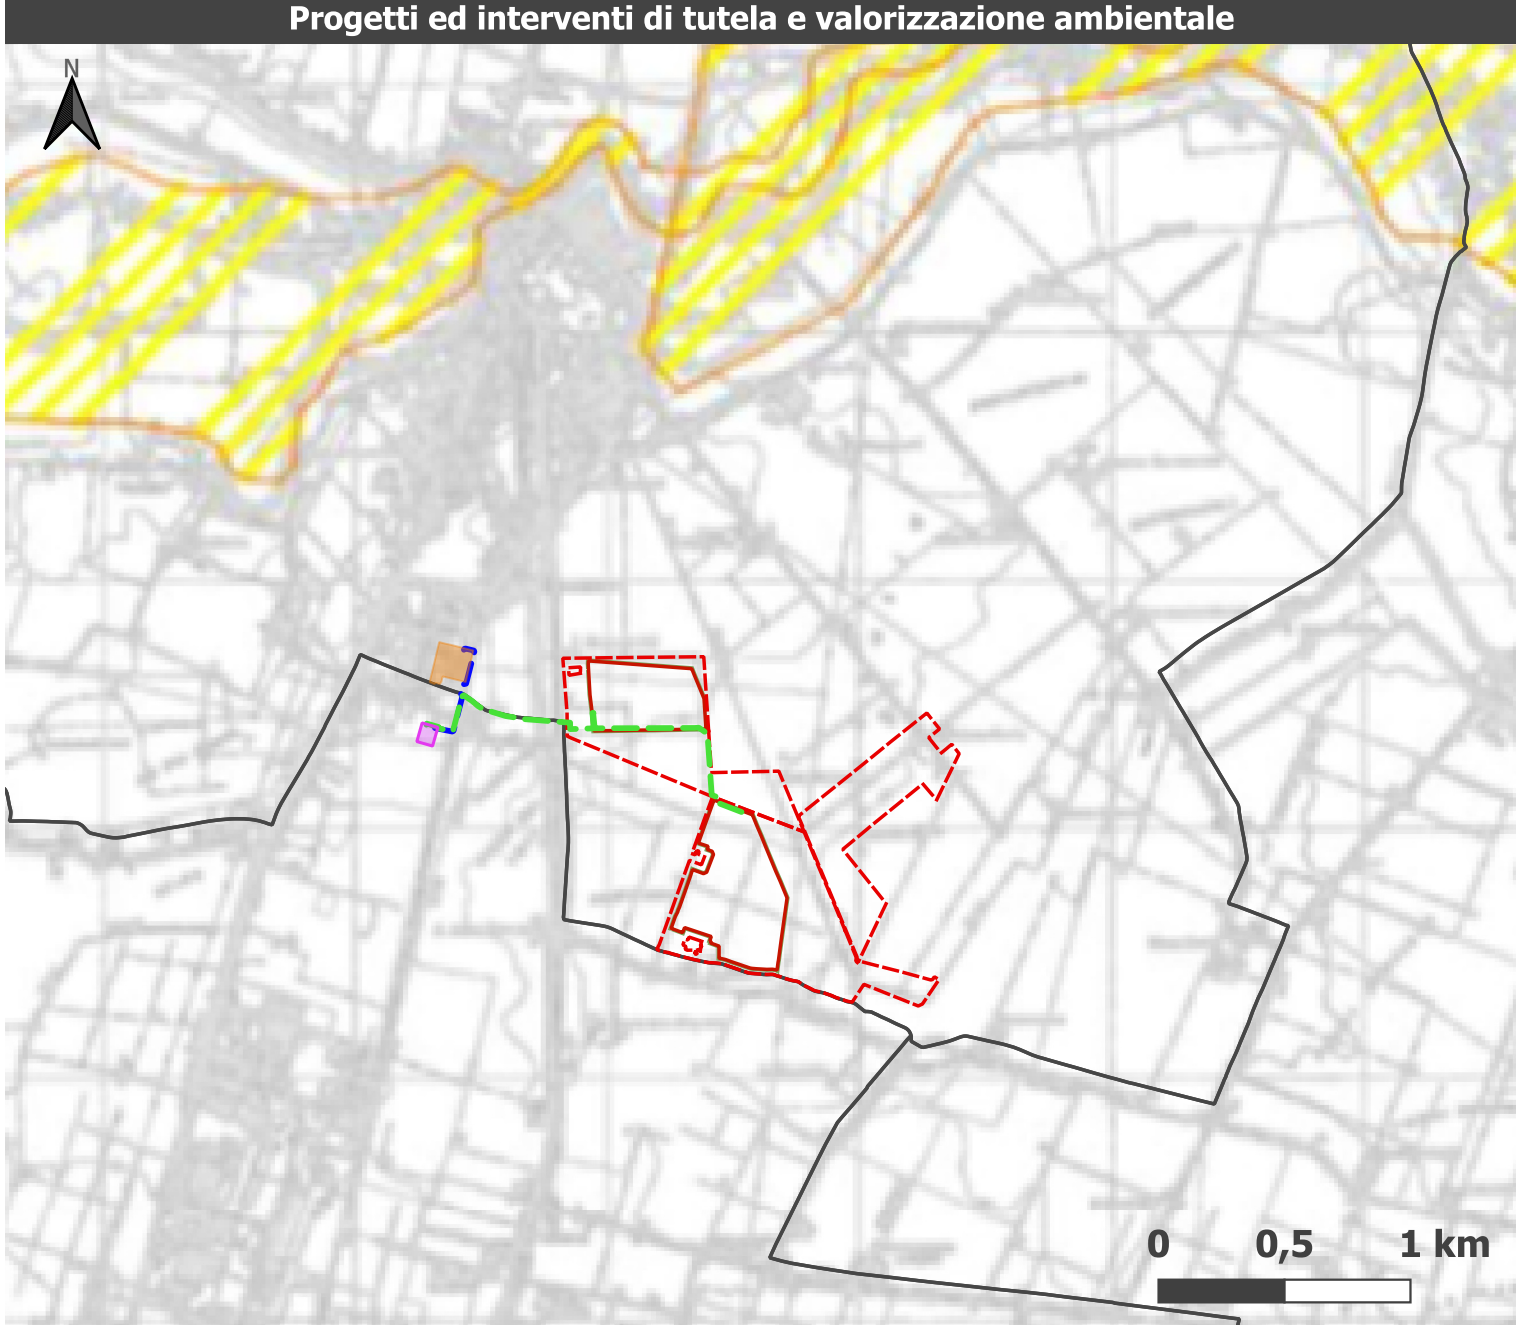 Progetti ed interventi di tutela e valorizzazione ambientale
N
0 0,5 1 km